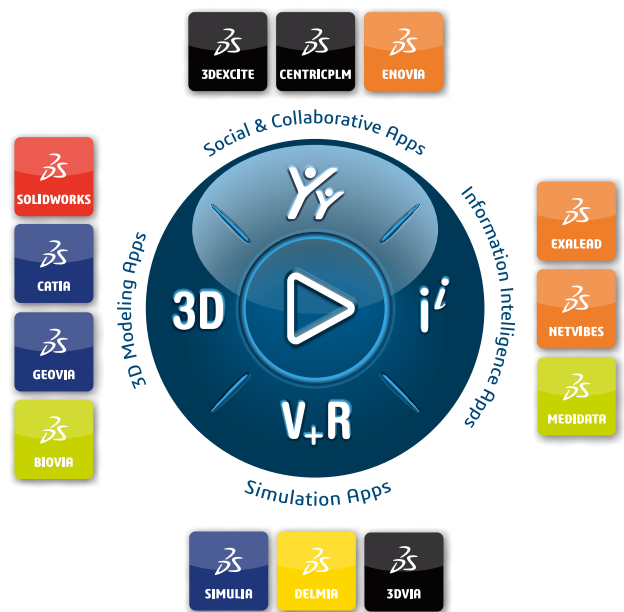 3DEXCITE
CENTRICPLM
ENOVIA
Social & Collaborative Apps
SOLIDWORKS
CATIA
GEOVIA
BIOVIA
3D Modeling Apps
3D
i i
V+R
Information Intelligence Apps
EXALEAD
NETVIBES
MEDIDATA
Simulation Apps
SIMULIA
DELMIA
3DVIA